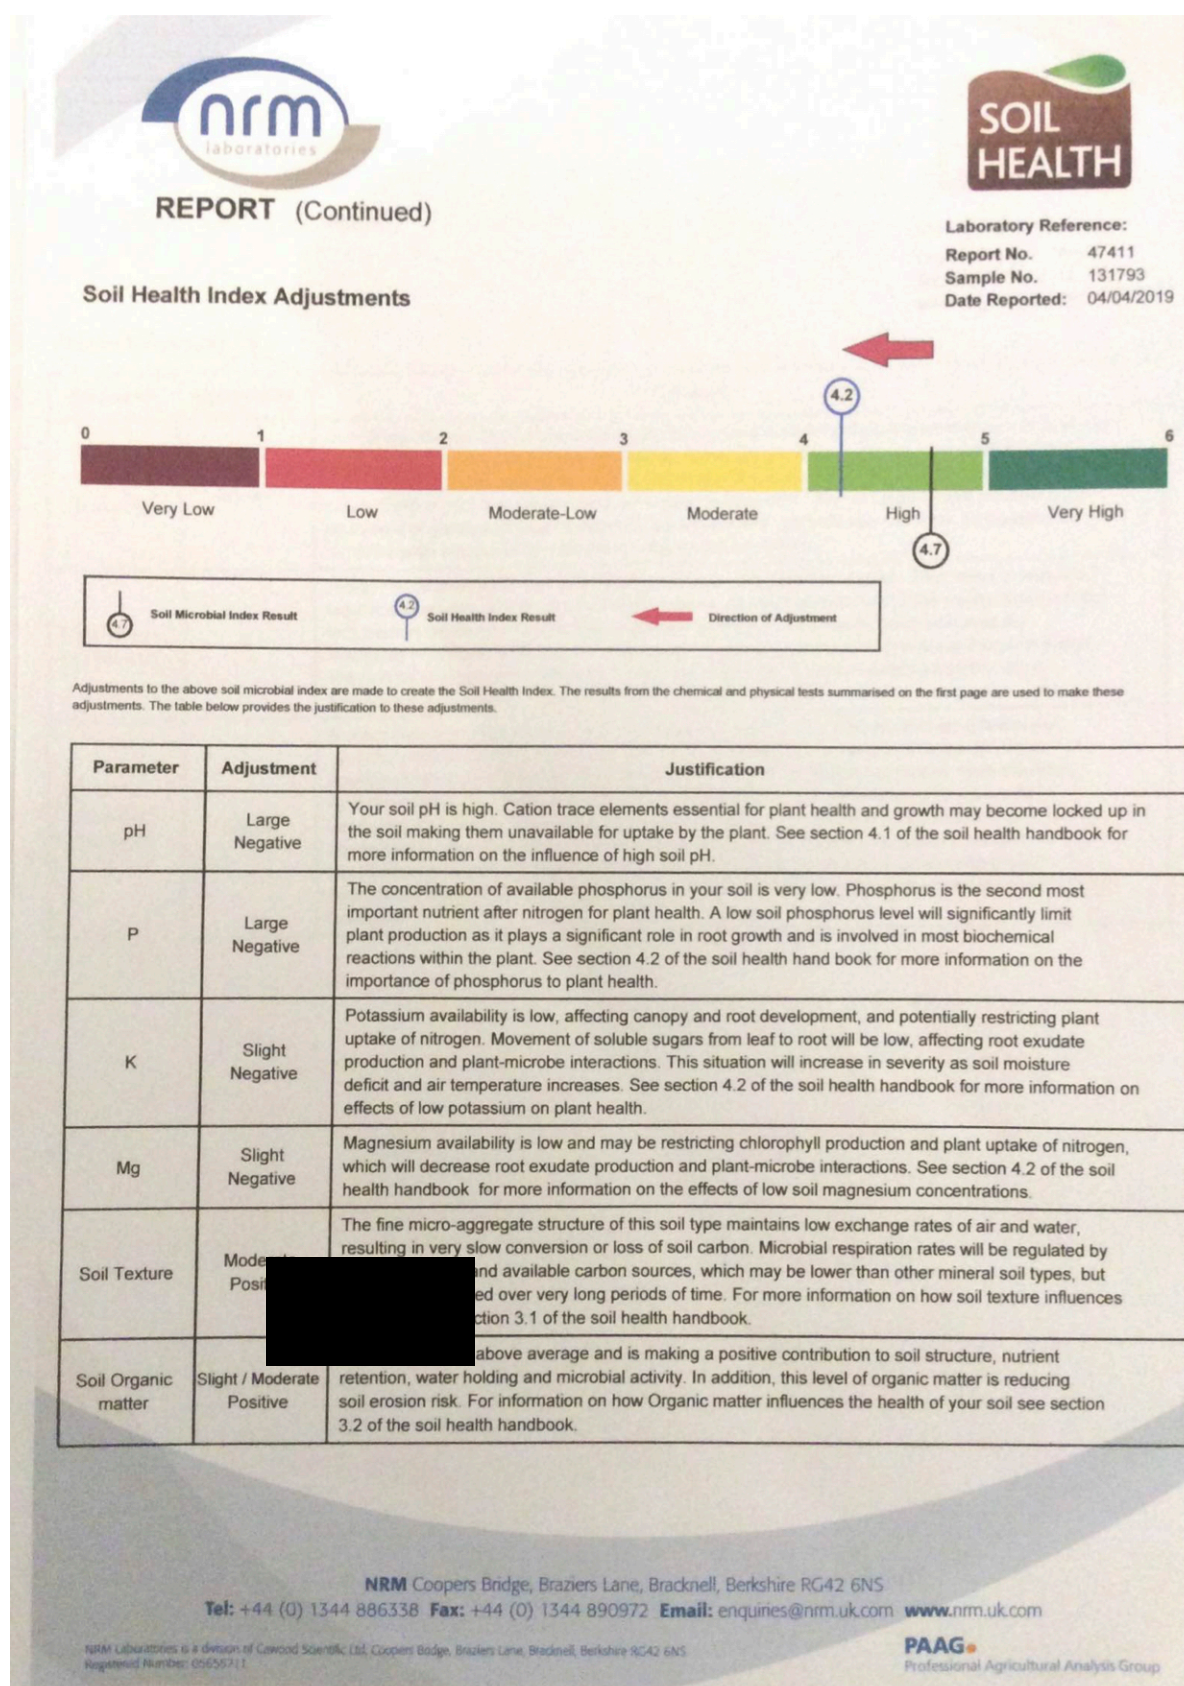 nrm
laboratories
SOIL
HEALTH
REPORT (Continued)
Laboratory Reference:
Report No. 47411
Sample No. 131793
Date Reported: 04/04/2019
Soil Health Index Adjustments
4.2
0 1 2 3 4 5 6
Very Low Low Moderate-Low Moderate High Very High
4.7
4.7 Soil Microbial Index Result 4.2 Soil Health Index Result Direction of Adjustment
Adjustments to the above soil microbial index are made to create the Soil Health Index. The results from the chemical and physical tests summarised on the first page are used to make these
adjustments. The table below provides the justification to these adjustments.
Parameter Adjustment Justification
pH
Large
Negative
Your soil pH is high. Cation trace elements essential for plant health and growth may become locked up in
the soil making them unavailable for uptake by the plant. See section 4.1 of the soil health handbook for
more information on the influence of high soil pH.
P
Large
Negative
The concentration of available phosphorus in your soil is very low. Phosphorus is the second most
important nutrient after nitrogen for plant health. A low soil phosphorus level will significantly limit
plant production as it plays a significant role in root growth and is involved in most biochemical
reactions within the plant. See section 4.2 of the soil health hand book for more information on the
importance of phosphorus to plant health.
K
Slight
Negative
Potassium availability is low, affecting canopy and root development, and potentially restricting plant
uptake of nitrogen. Movement of soluble sugars from leaf to root will be low, affecting root exudate
production and plant-microbe interactions. This situation will increase in severity as soil moisture
deficit and air temperature increases. See section 4.2 of the soil health handbook for more information on
effects of low potassium on plant health.
Mg
Slight
Negative
Magnesium availability is low and may be restricting chlorophyll production and plant uptake of nitrogen,
which will decrease root exudate production and plant-microbe interactions. See section 4.2 of the soil
health handbook for more information on the effects of low soil magnesium concentrations.
Soil Texture
The fine micro-aggregate structure of this soil type maintains low exchange rates of air and water,
resulting in very slow conversion or loss of soil carbon. Microbial respiration rates will be regulated by
and available carbon sources, which may be lower than other mineral soil types, but
over very long periods of time. For more information on how soil texture influences
3.1 of the soil health handbook.
Soil Organic
matter
Slight / Moderate
Positive
above average and is making a positive contribution to soil structure, nutrient
retention, water holding and microbial activity. In addition, this level of organic matter is reducing
soil erosion risk. For information on how Organic matter influences the health of your soil see section
3.2 of the soil health handbook.
NRM Coopers Bridge, Braziers Lane, Bracknell, Berkshire RG42 6NS
Tel: +44 (0) 1344 886338 Fax: +44 (0) 1344 890972 Email: enquiries@nrm.uk.com www.nrm.uk.com
NRM Laboratories is a division of Cawood Scientific Ltd, Coopers Bridge, Braziers Lane, Bracknell, Berkshire RG42 6NS
Registered Number: 05655711
PAAG
Professional Agricultural Analysis Group